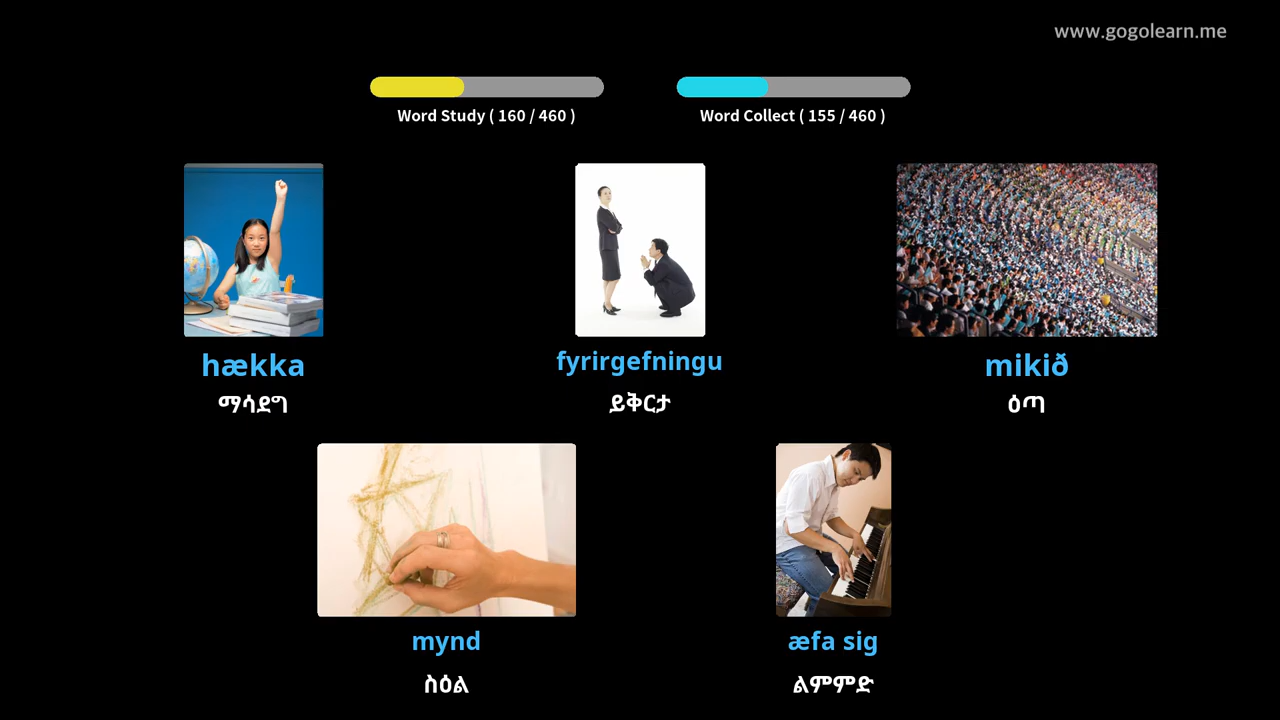 www.gogolearn.me
Word Study ( 160 / 460 )
Word Collect ( 155 / 460 )
hækka
fyrirgefningu
mikið
ማሳደግ
ይቅርታ
ዕጣ
mynd
æfa sig
ስዕል
ልምምድ